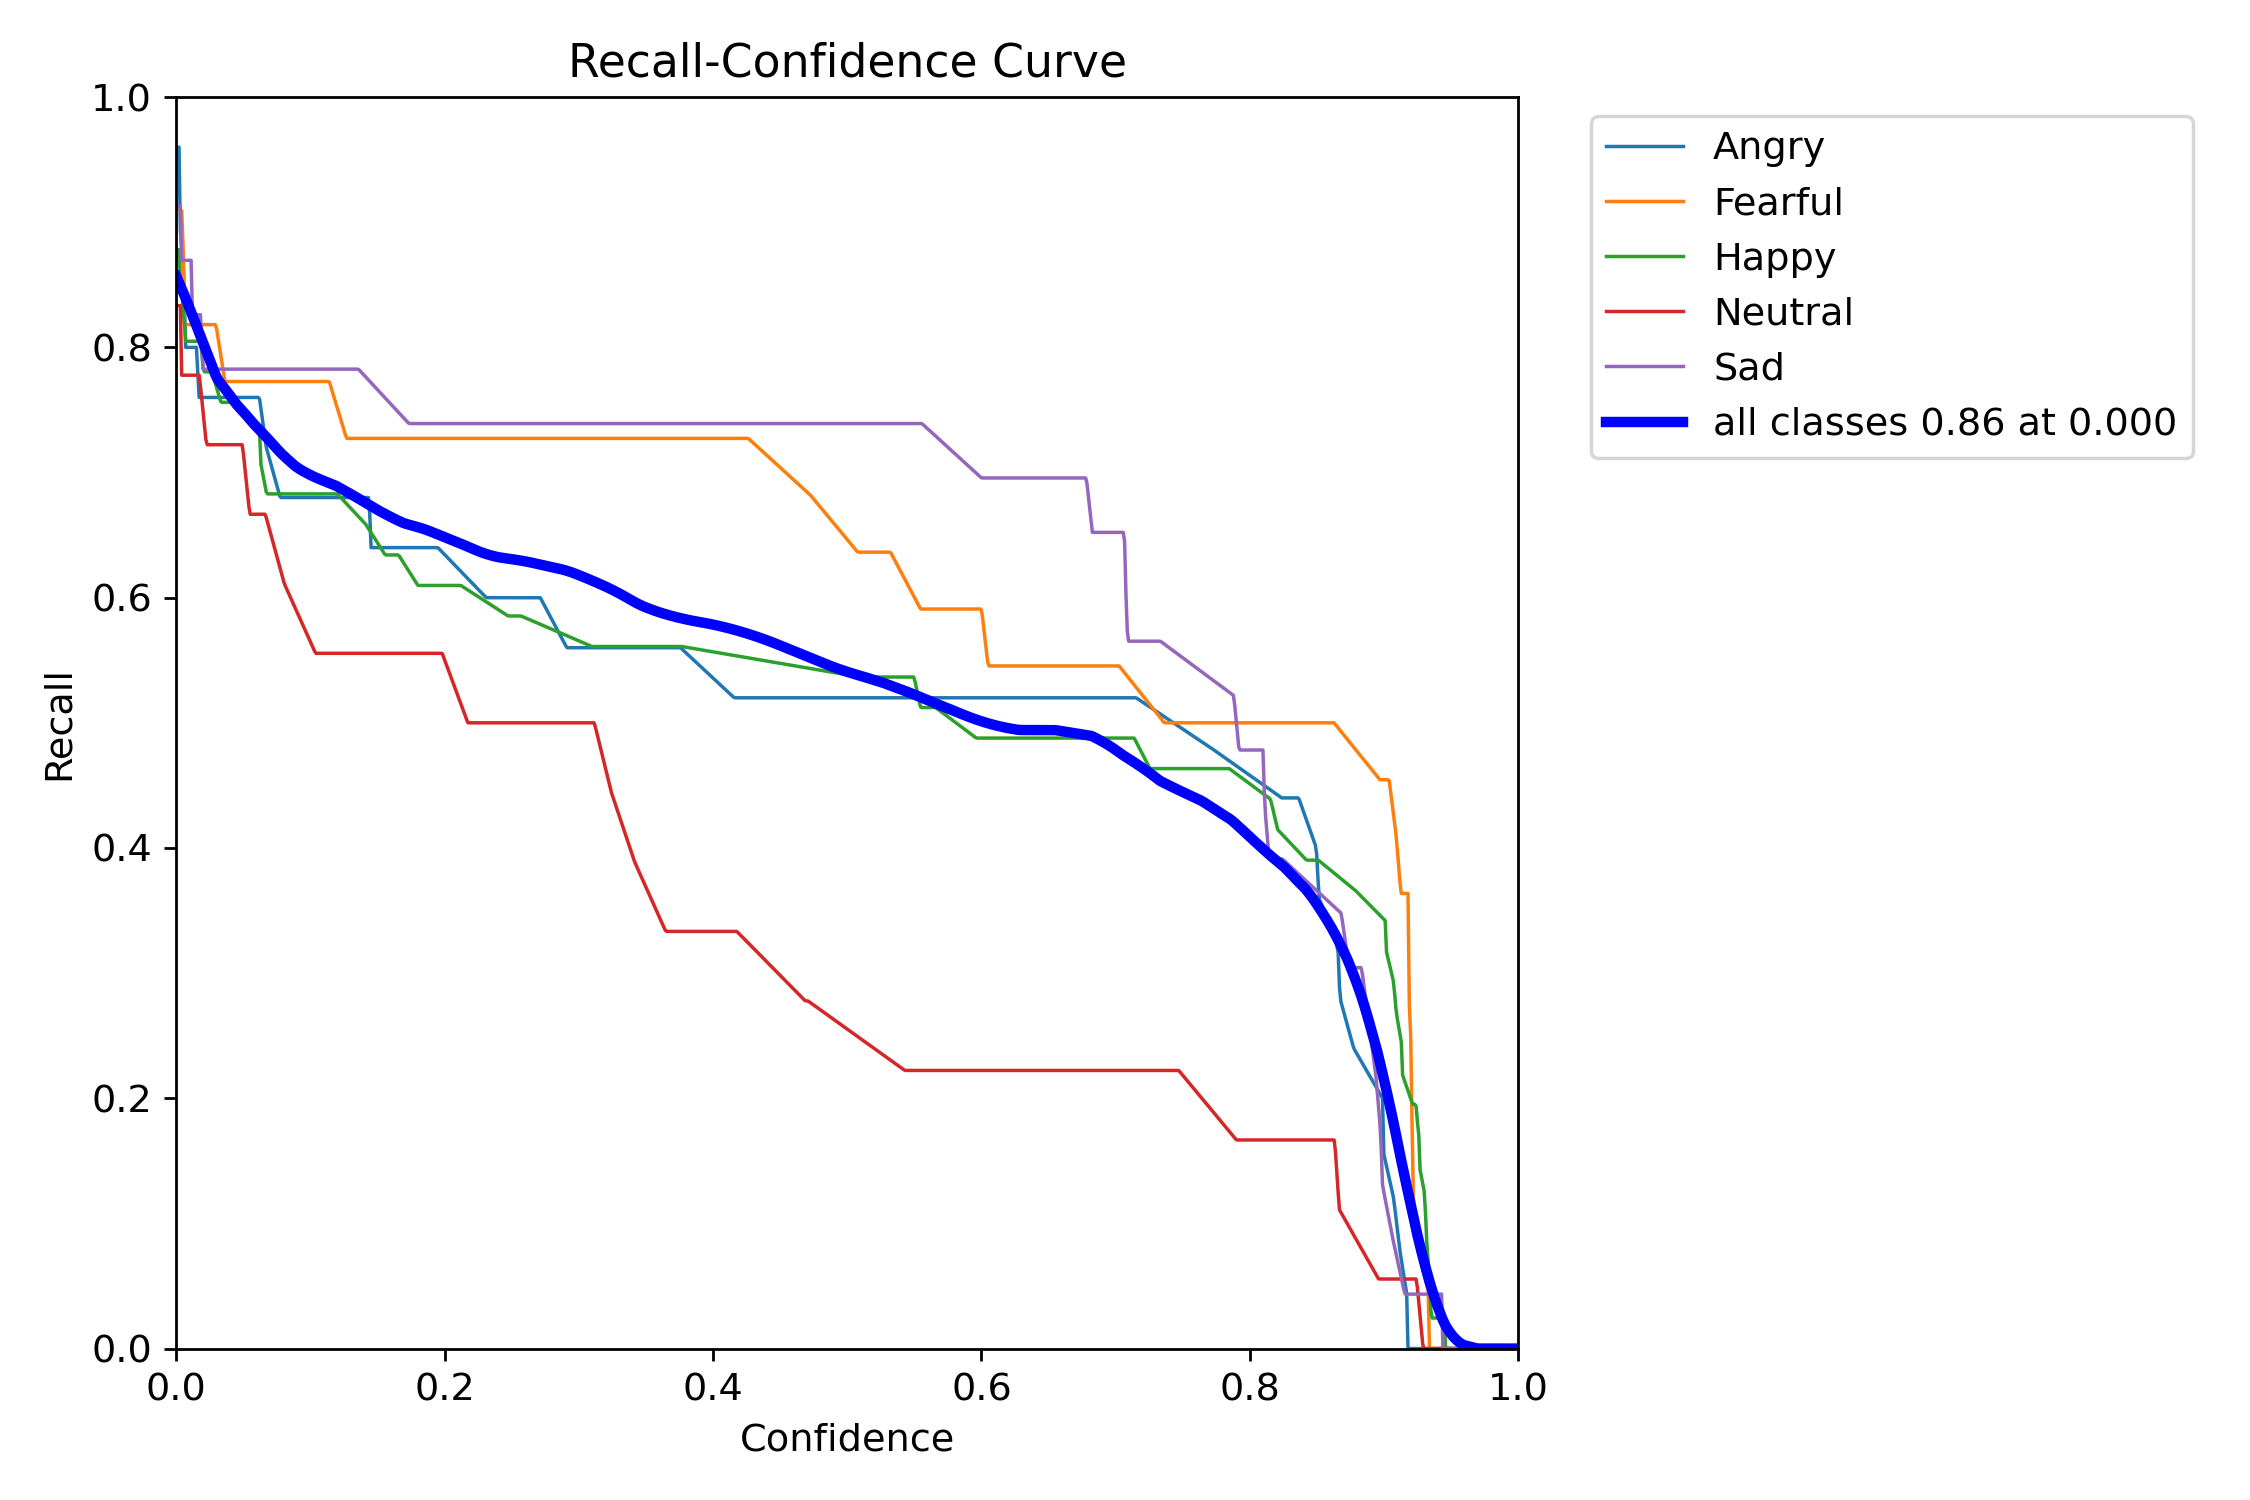 Recall-Confidence Curve
1.0
0.8
0.6
0.4
0.2
0.0
Recall
0.0 0.2 0.4 0.6 0.8 1.0
Confidence
Angry
Fearful
Happy
Neutral
Sad
all classes 0.86 at 0.000